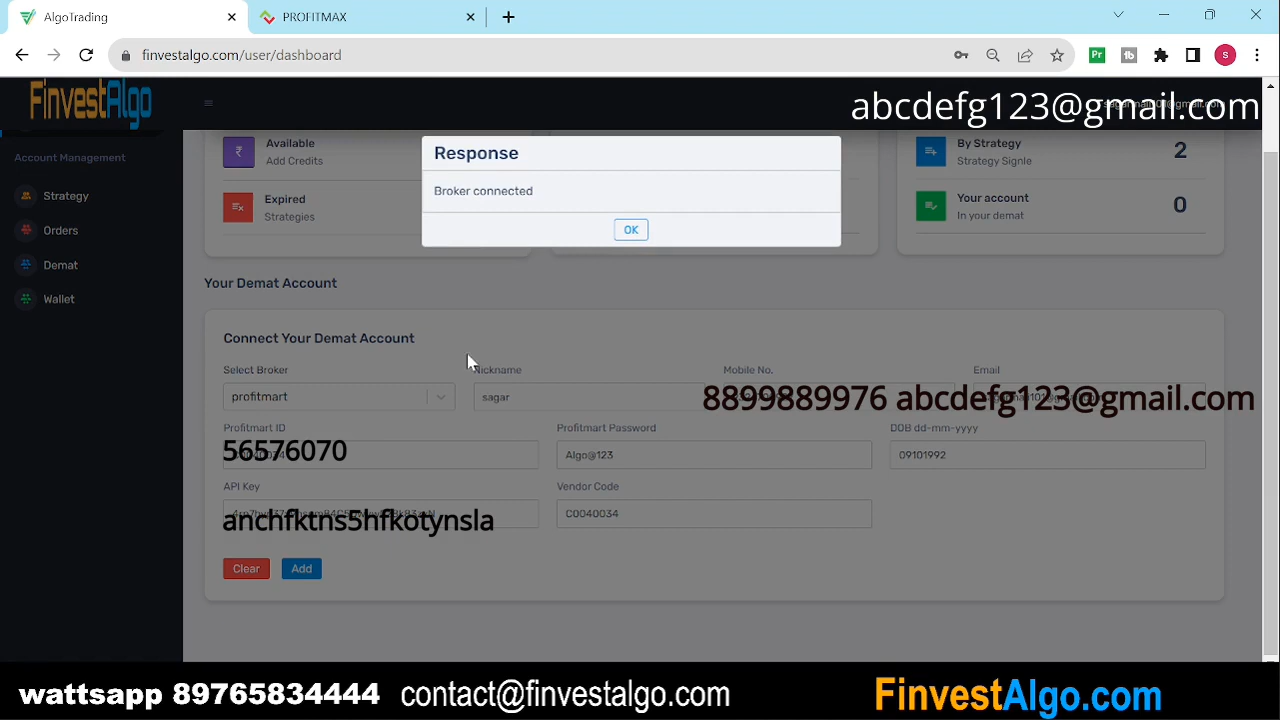 AlgoTrading
PROFITMAX
finvestalgo.com/user/dashboard
Pr
tb
S
FinvestAlgo
abcdefg123@gmail.com
Account Management
Strategy
Orders
Demat
Wallet
Available
Add Credits
Expired
Strategies
Response
Broker connected
OK
By Strategy
Strategy Signle
2
Your account
In your demat
0
Your Demat Account
Connect Your Demat Account
Select Broker
Nickname
Mobile No.
Email
profitmart
sagar
8899889976 abcdefg123@gmail.com
Profitmart ID
Profitmart Password
DOB dd-mm-yyyy
56576070
Algo@123
09101992
API Key
Vendor Code
anchfktns5hfkotynsla
C0040034
Clear
Add
wattsapp 89765834444 contact@finvestalgo.com
FinvestAlgo.com